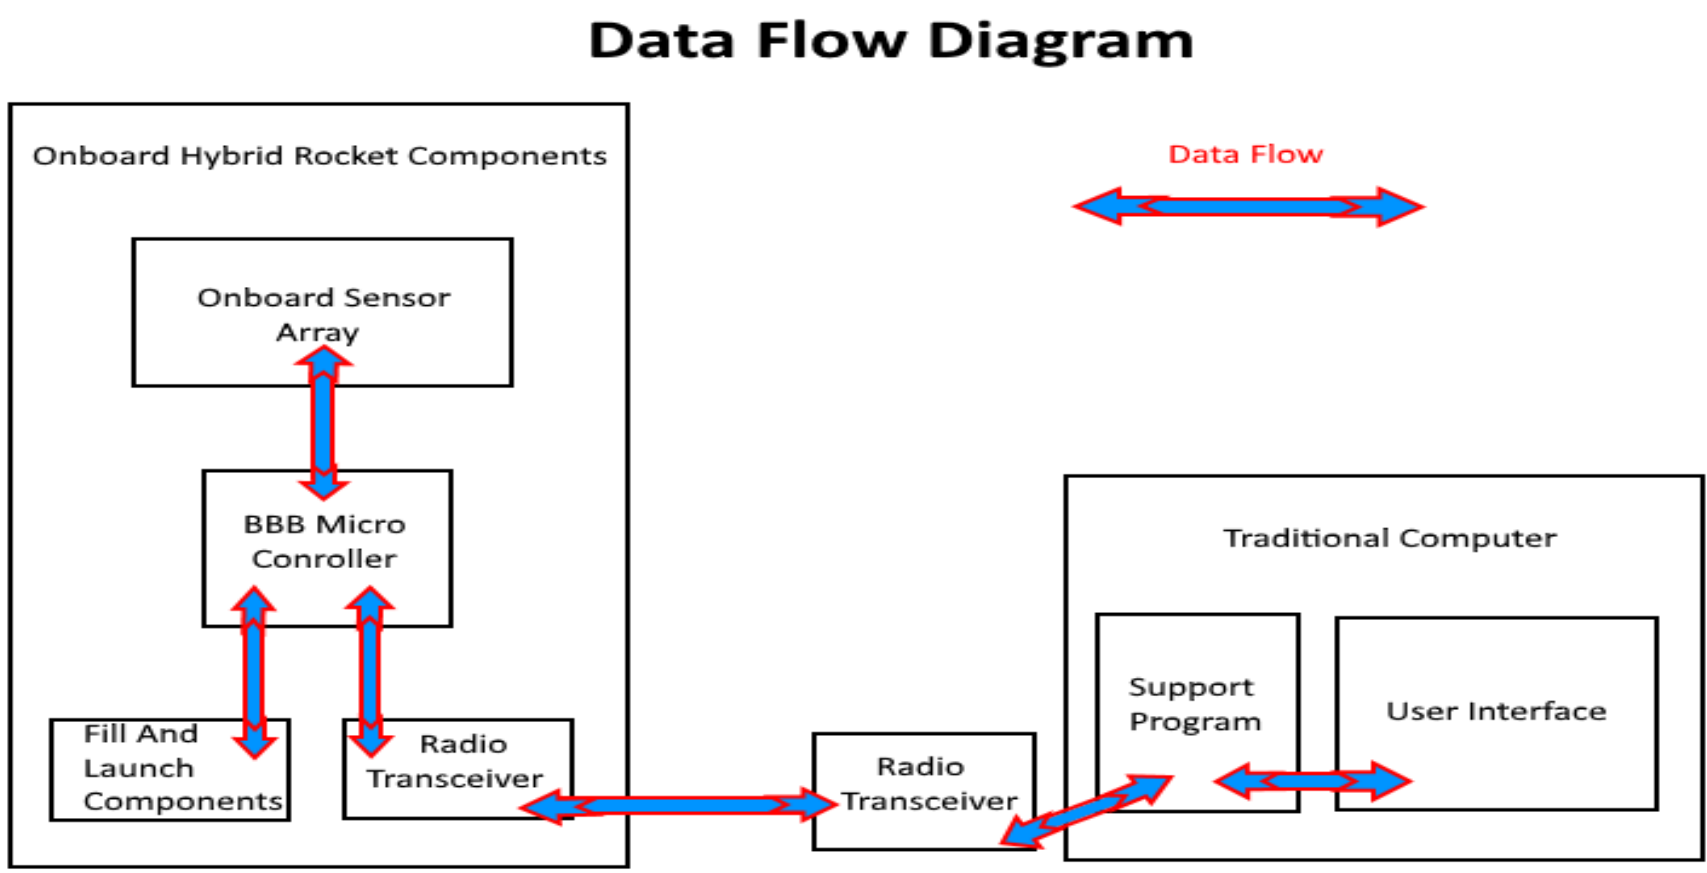 Data Flow Diagram
Onboard Hybrid Rocket Components
Data Flow
Onboard Sensor
Array
BBB Micro
Conroller
Traditional Computer
Fill And
Launch
Components
Radio
Transceiver
Radio
Transceiver
Support
Program
User Interface